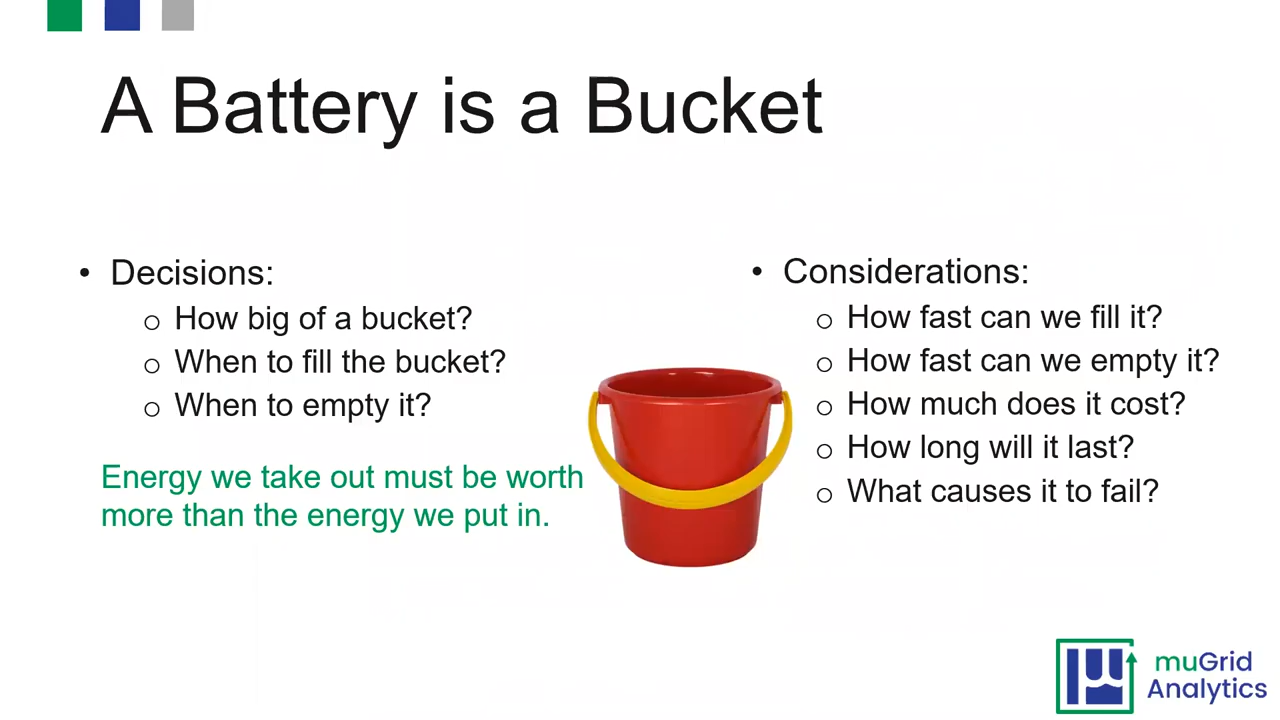 A Battery is a Bucket
• Decisions:
o How big of a bucket?
o When to fill the bucket?
o When to empty it?
Energy we take out must be worth
more than the energy we put in.
• Considerations:
o How fast can we fill it?
o How fast can we empty it?
o How much does it cost?
o How long will it last?
o What causes it to fail?
muGrid
Analytics